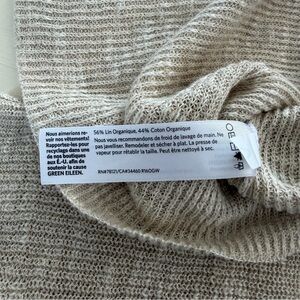 Nous aimerions re-
voir nos vêtements!
Rapportez-les pour
recyclage dans une
de nos boutiques
aux É.-U. afin de
soutenir la cause
GREEN EILEEN.
56% Lin Organique, 44% Coton Organique
Nous vous recommandons de froid de lavage de main. Ne
pas javelliser. Remodeler et sécher à plat. La presse de
vapeur pour rétablir la taille. Peut être nettoyé à sec.
RN#78121/CA#34460 R16OGW